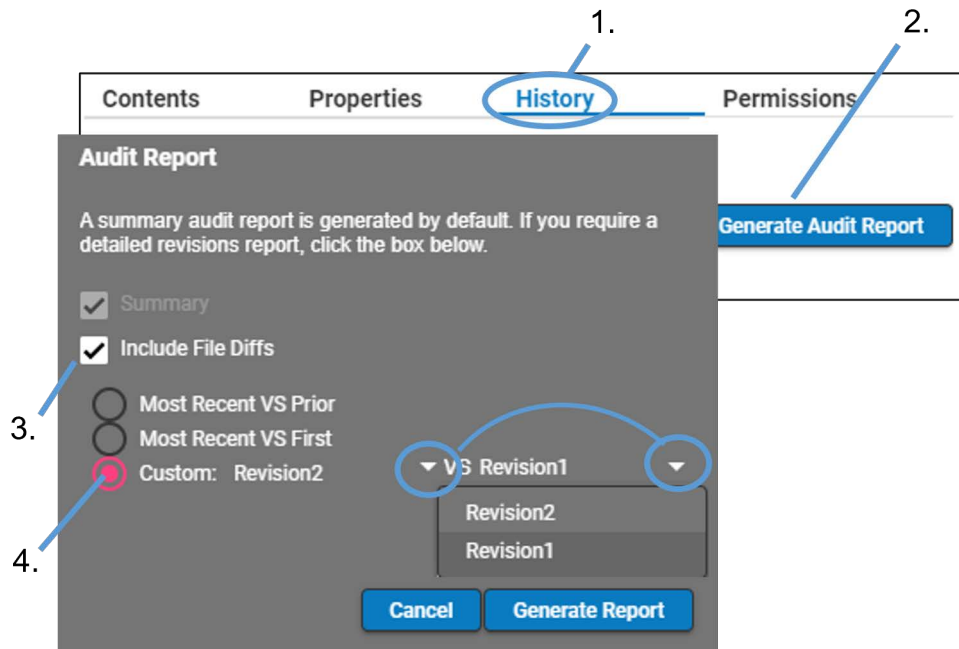 1.
2.
Contents Properties History Permissions
Audit Report
A summary audit report is generated by default. If you require a
detailed revisions report, click the box below.
Generate Audit Report
Summary
Include File Diffs
3.
Most Recent VS Prior
Most Recent VS First
Custom: Revision2 VS Revision1
Revision2
Revision1
4.
Cancel Generate Report